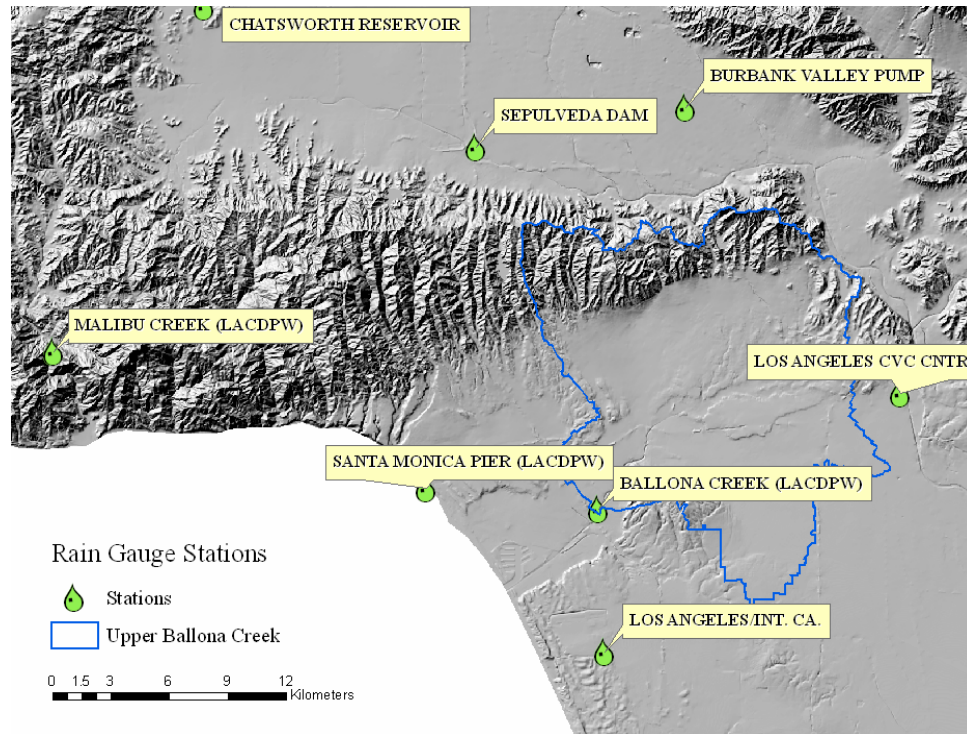 CHATSWORTH RESERVOIR
BURBANK VALLEY PUMP
SEPULVEDA DAM
MALIBU CREEK (LACDPW)
LOS ANGELES CVC CNTR
SANTA MONICA PIER (LACDPW)
BALLONA CREEK (LACDPW)
LOS ANGELES/INT. CA.
Rain Gauge Stations
Stations
Upper Ballona Creek
0 1.5 3 6 9 12
Kilometers